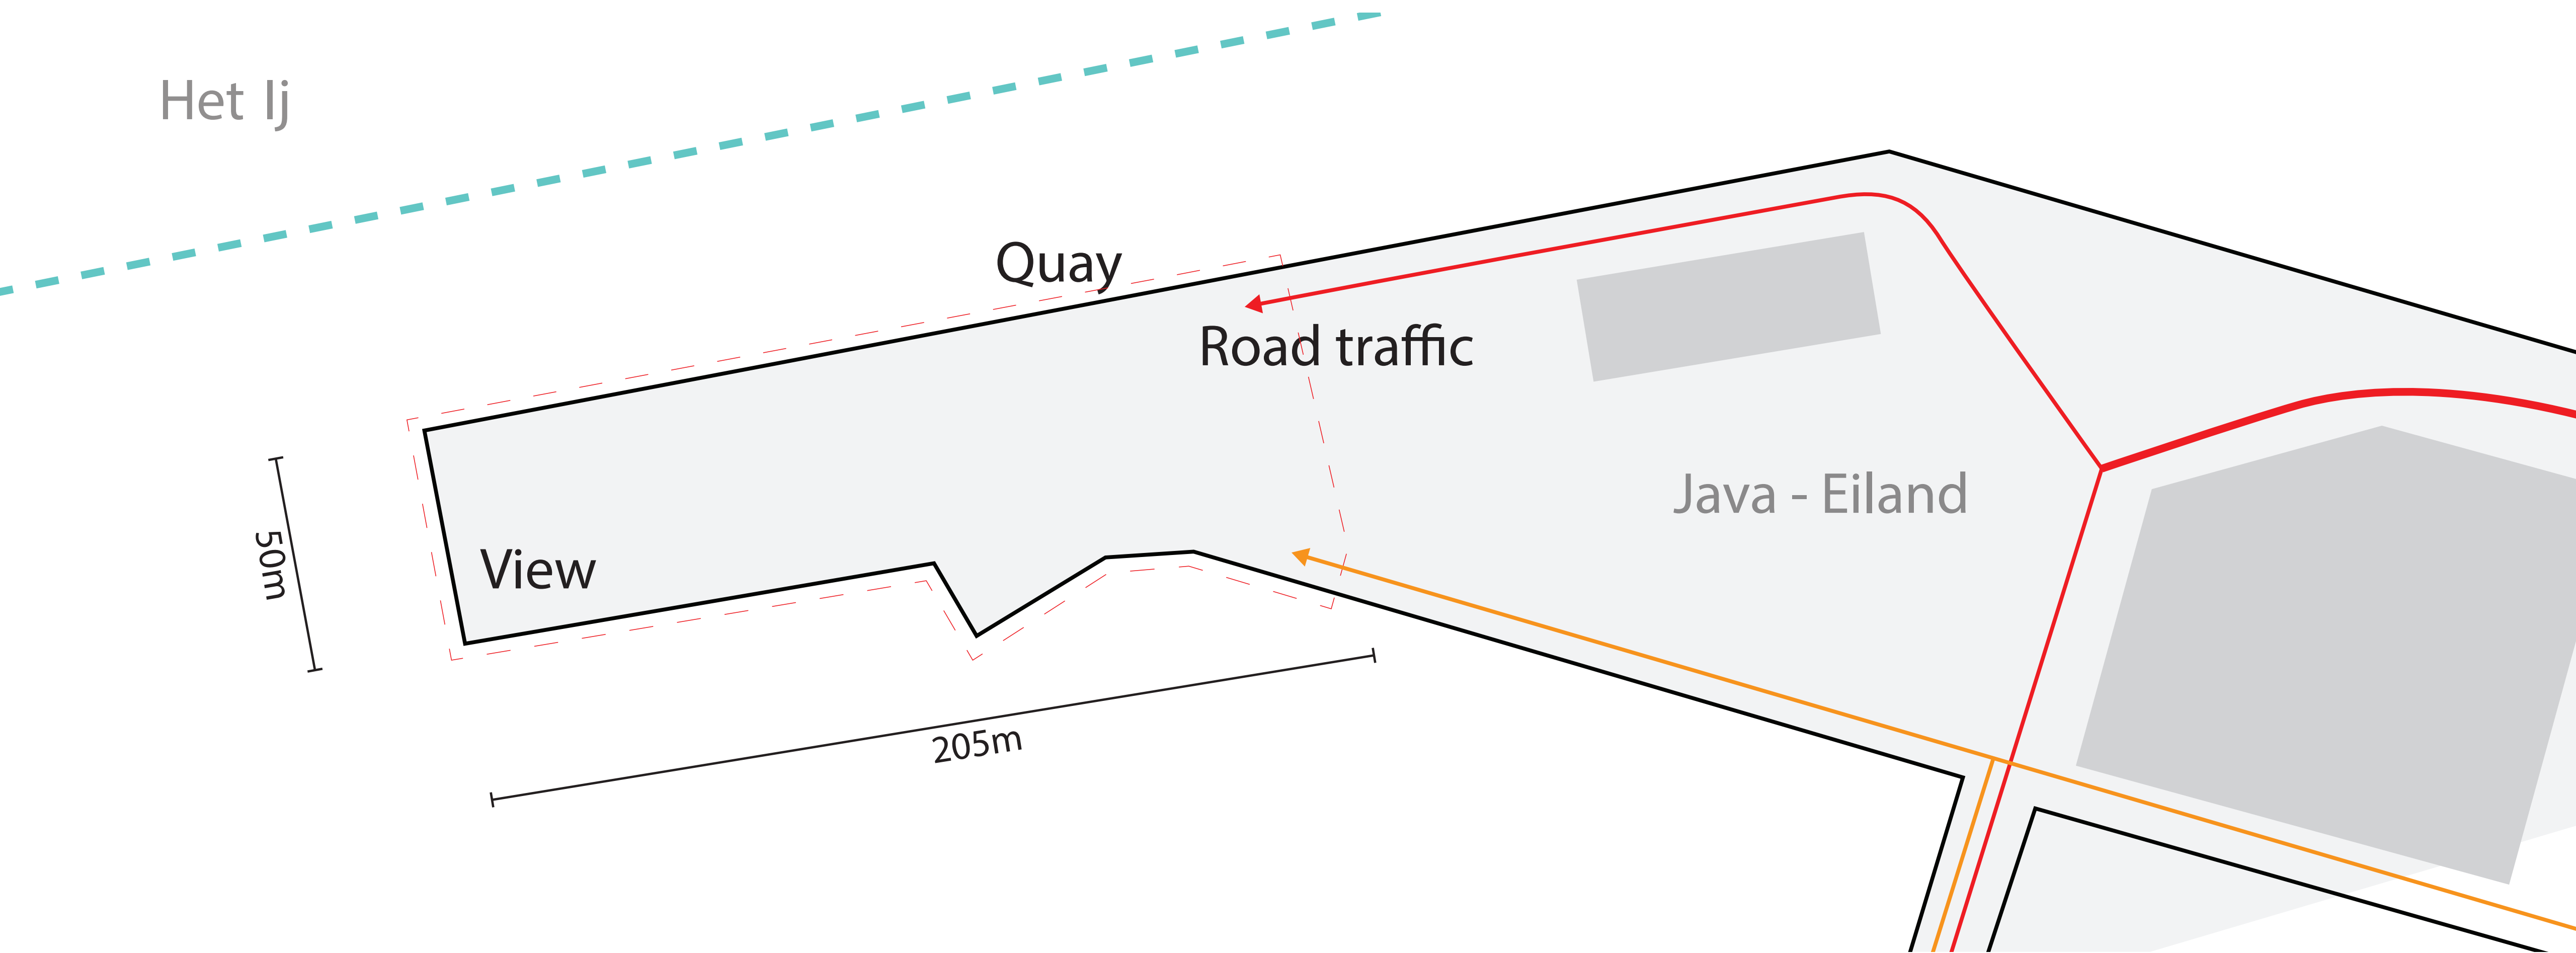 Het Ij
Quay
Road traffic
Java - Eiland
50m
View
205m